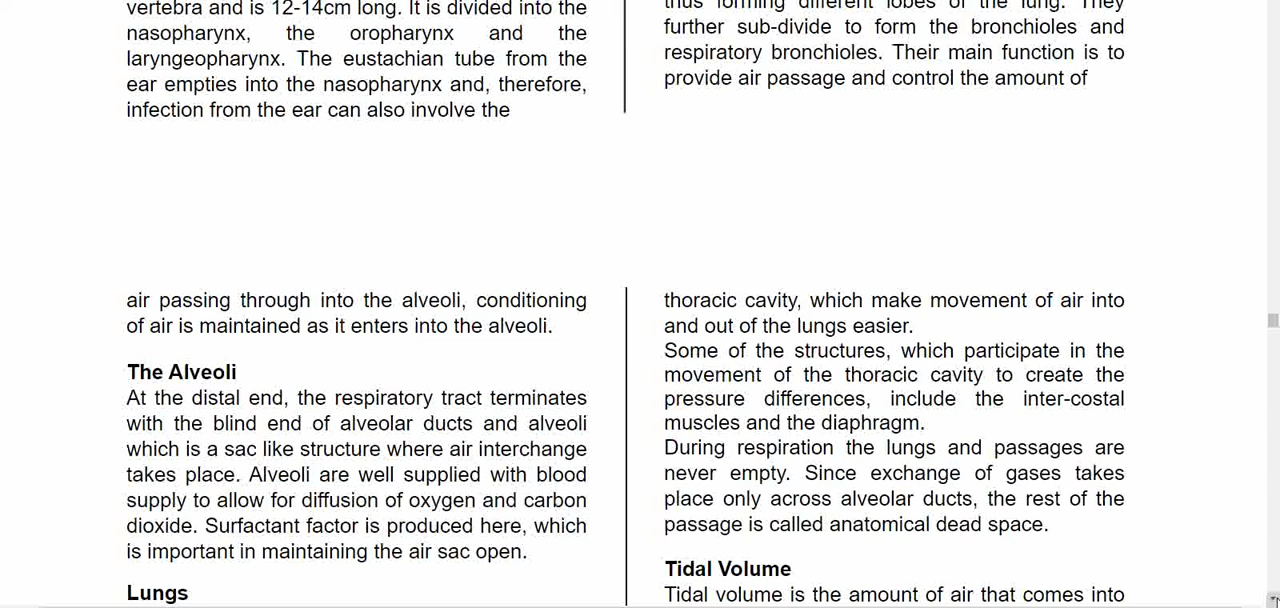 vertebra and is 12-14cm long. It is divided into the
nasopharynx, the oropharynx and the
laryngeopharynx. The eustachian tube from the
ear empties into the nasopharynx and, therefore,
infection from the ear can also involve the
thus forming different lobes of the lung. They
further sub-divide to form the bronchioles and
respiratory bronchioles. Their main function is to
provide air passage and control the amount of
air passing through into the alveoli, conditioning
of air is maintained as it enters into the alveoli.
The Alveoli
At the distal end, the respiratory tract terminates
with the blind end of alveolar ducts and alveoli
which is a sac like structure where air interchange
takes place. Alveoli are well supplied with blood
supply to allow for diffusion of oxygen and carbon
dioxide. Surfactant factor is produced here, which
is important in maintaining the air sac open.
Lungs
thoracic cavity, which make movement of air into
and out of the lungs easier.
Some of the structures, which participate in the
movement of the thoracic cavity to create the
pressure differences, include the inter-costal
muscles and the diaphragm.
During respiration the lungs and passages are
never empty. Since exchange of gases takes
place only across alveolar ducts, the rest of the
passage is called anatomical dead space.
Tidal Volume
Tidal volume is the amount of air that comes into